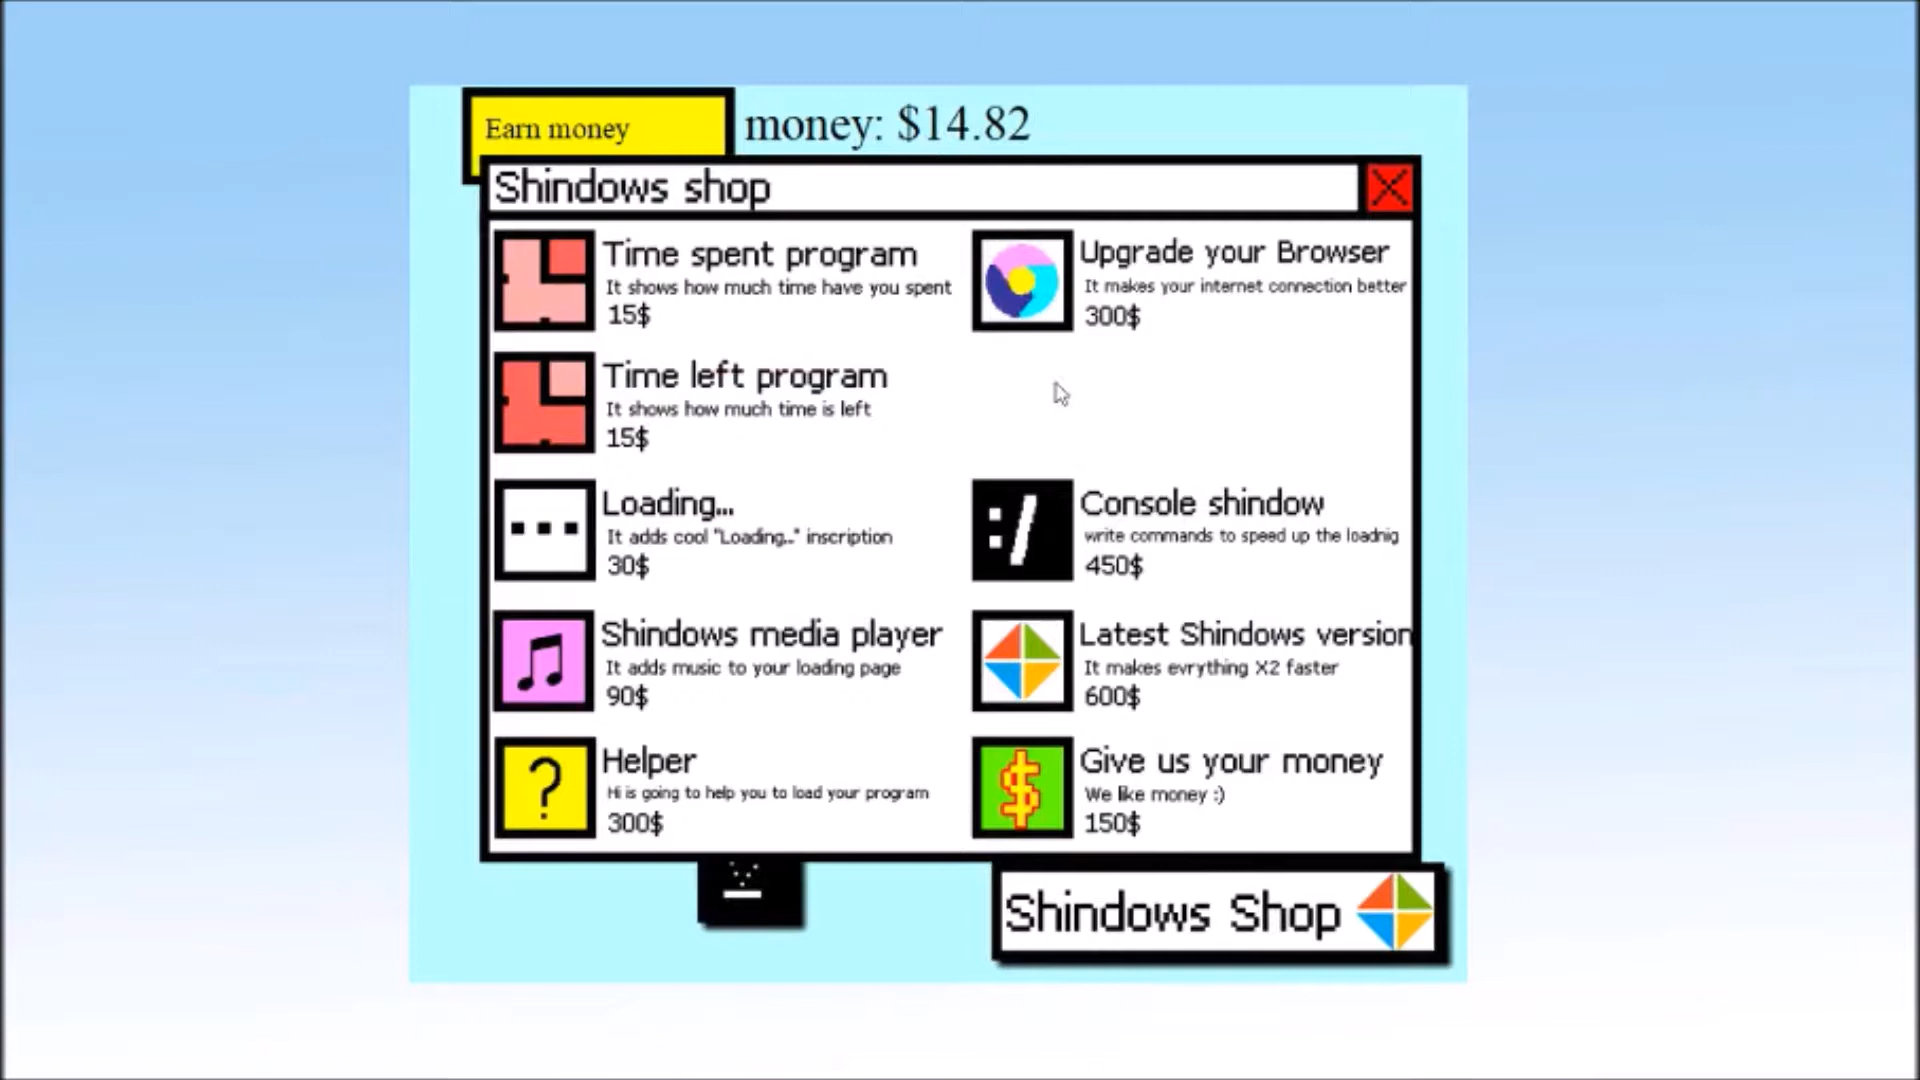 Earn money
money: $14.82
Shindows shop
Time spent program
It shows how much time have you spent
15$
Upgrade your Browser
It makes your internet connection better
300$
Time left program
It shows how much time is left
15$
Loading...
It adds cool "Loading..." inscription
30$
Console shindow
write commands to speed up the loadnig
450$
Shindows media player
It adds music to your loading page
90$
Latest Shindows version
It makes evrything X2 faster
600$
Helper
Hi is going to help you to load your program
300$
Give us your money
We like money :)
150$
Shindows Shop